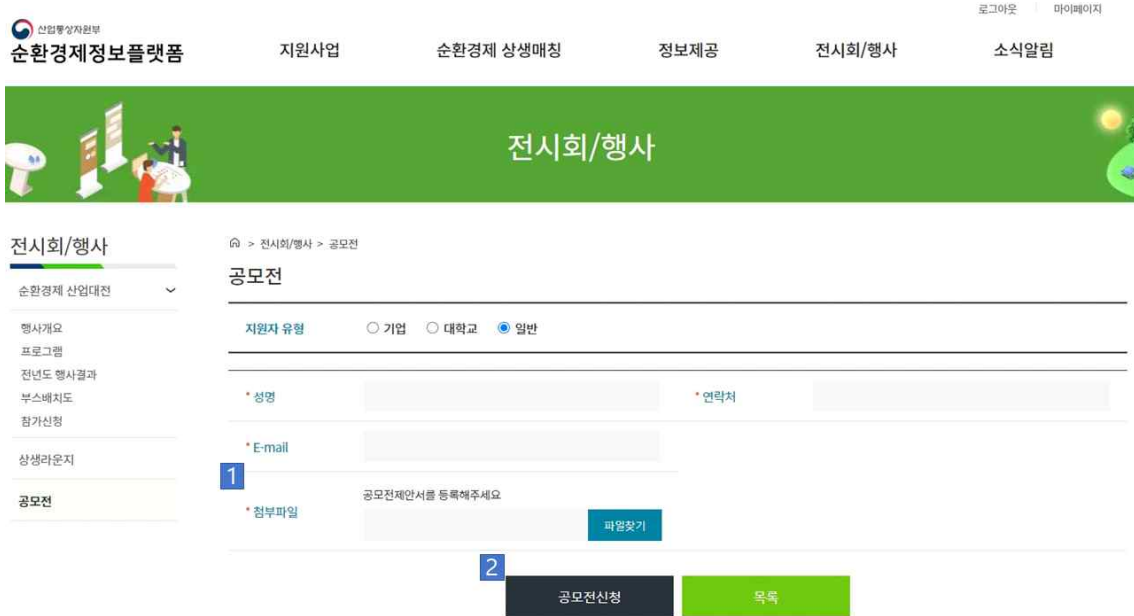 로그아웃 마이페이지
산업통상자원부
순환경제정보플랫폼 지원사업 순환경제 상생매칭 정보제공 전시회/행사 소식알림
전시회/행사
전시회/행사
순환경제 산업대전
행사개요
프로그램
전년도 행사결과
부스배치도
참가신청
상생라운지
공모전
> 전시회/행사 > 공모전
공모전
지원자 유형 기업 대학교 일반
* 성명 * 연락처
* E-mail
1
공모전제안서를 등록해주세요
* 첨부파일 파일찾기
2
공모전신청 목록